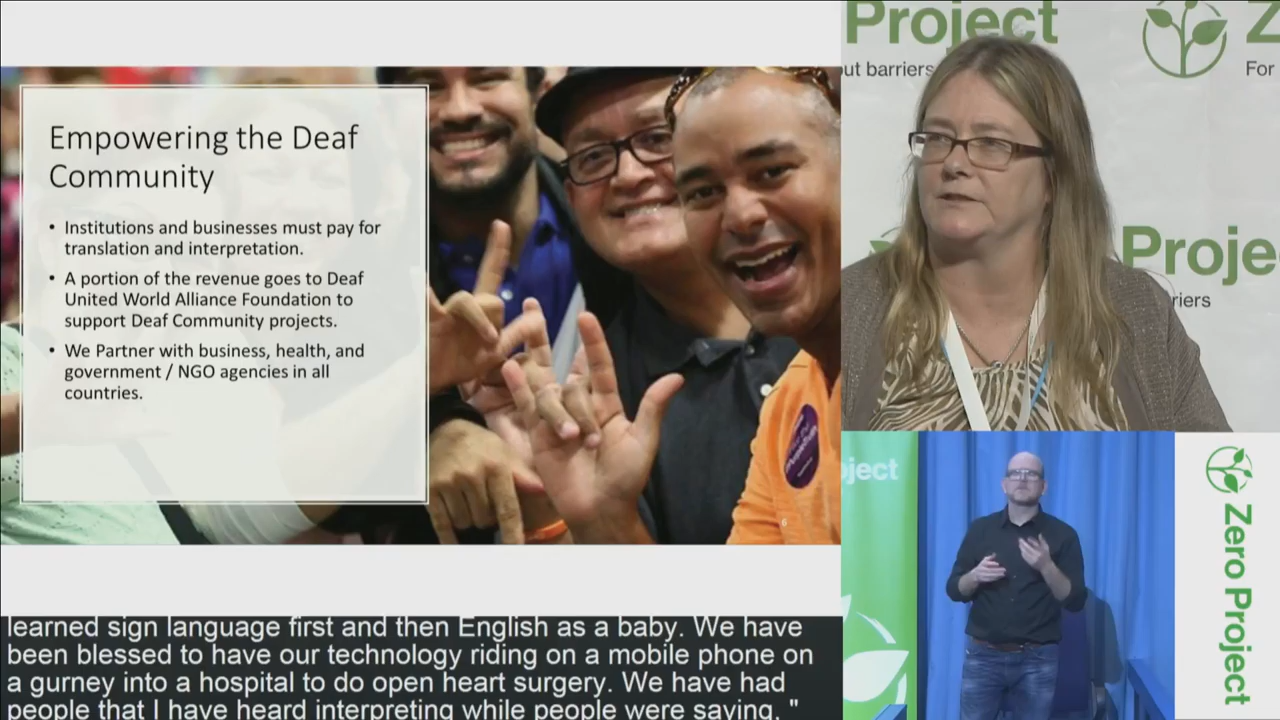 Empowering the Deaf
Community
• Institutions and businesses must pay for
translation and interpretation.
• A portion of the revenue goes to Deaf
United World Alliance Foundation to
support Deaf Community projects.
• We Partner with business, health, and
government / NGO agencies in all
countries.
learned sign language first and then English as a baby. We have
been blessed to have our technology riding on a mobile phone on
a gurney into a hospital to do open heart surgery. We have had
people that I have heard interpreting while people were saying, "
Project
Z
out barriers
For
Proje
riers
oject
Zero Project